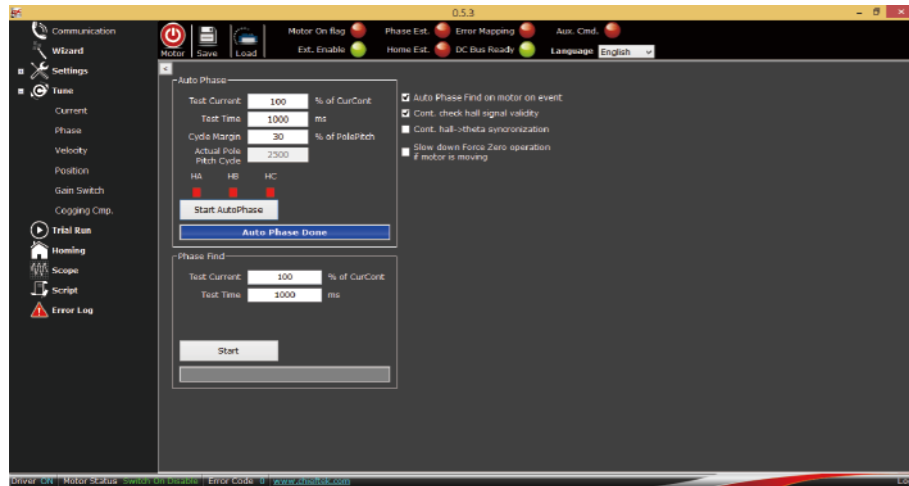 0.5.3
Communication
Wizard
Settings
Tune
Current
Phase
Velocity
Position
Gain Switch
Cogging Cmp.
Trial Run
Homing
Scope
Script
Error Log
Motor Save Load
Motor On flag Phase Est. Error Mapping Aux. Cmd.
Ext. Enable Home Est. DC Bus Ready Language English
<
Auto Phase
Test Current 100 % of CurCont
Test Time 1000 ms
Cycle Margin 30 % of PolePitch
Actual Pole
Pitch Cycle 2500
HA HB HC
Start AutoPhase
Auto Phase Done
Auto Phase Find on motor on event
Cont. check hall signal validity
Cont. hall->theta syncronization
Slow down Force Zero operation
if motor is moving
Phase Find
Test Current 100 % of CurCont
Test Time 1000 ms
Start
Driver ON Motor Status Switch On Disable Error Code 0 www.chieftek.com
Lo